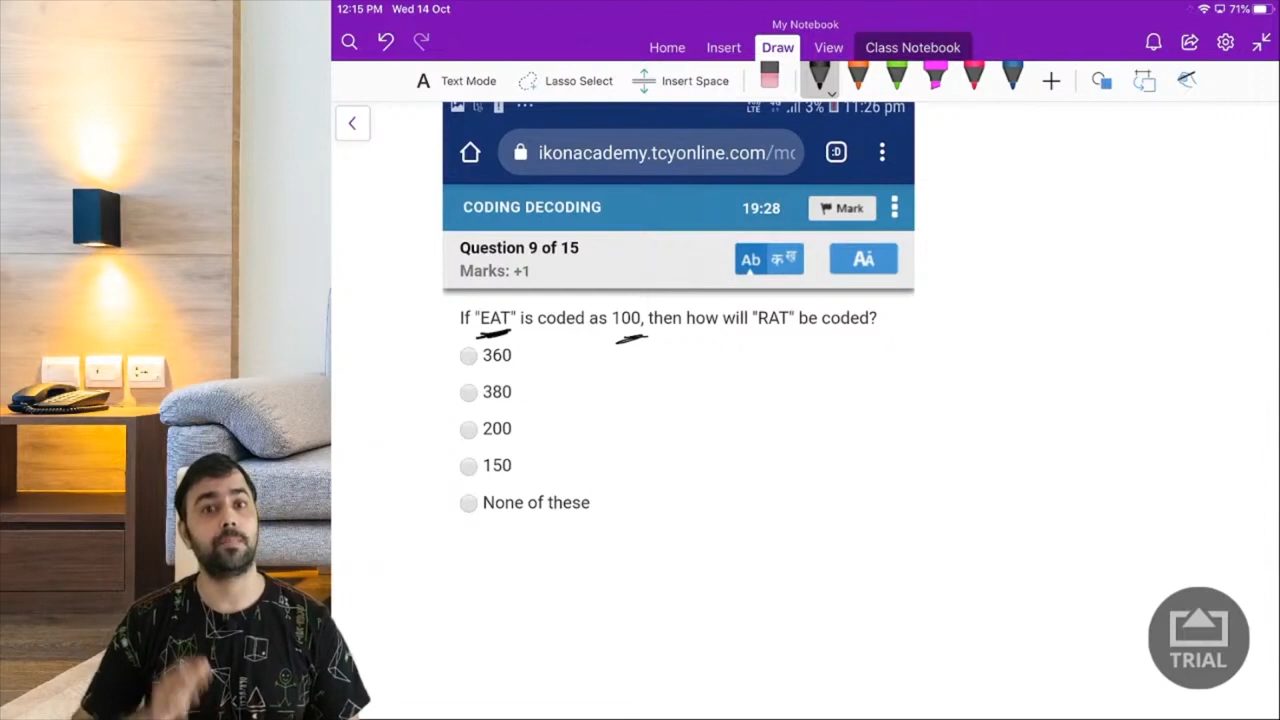 12:15 PM Wed 14 Oct
71%
My Notebook
Home Insert Draw View Class Notebook
A Text Mode Lasso Select Insert Space
3% 11:26 pm
ikonacademy.tcyonline.com/mo
:D
CODING DECODING 19:28 Mark
Question 9 of 15
Marks: +1
Ab क ख
If "EAT" is coded as 100, then how will "RAT" be coded?
360
380
200
150
None of these
TRIAL